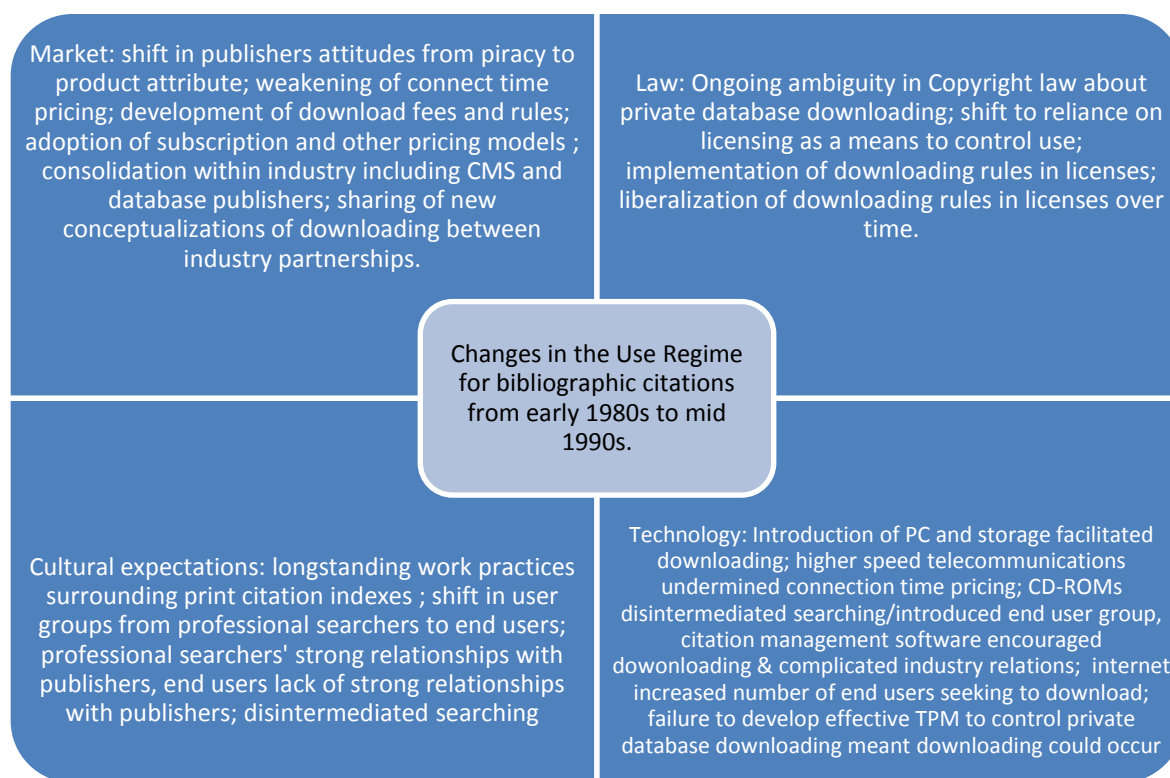 Market: shift in publishers attitudes from piracy to
product attribute; weakening of connect time
pricing; development of download fees and rules;
adoption of subscription and other pricing models ;
consolidation within industry including CMS and
database publishers; sharing of new
conceptualizations of downloading between
industry partnerships.
Law: Ongoing ambiguity in Copyright law about
private database downloading; shift to reliance on
licensing as a means to control use;
implementation of downloading rules in licenses;
liberalization of downloading rules in licenses over
time.
Changes in the Use Regime
for bibliographic citations
from early 1980s to mid
1990s.
Cultural expectations: longstanding work practices
surrounding print citation indexes ; shift in user
groups from professional searchers to end users;
professional searchers' strong relationships with
publishers, end users lack of strong relationships
with publishers; disintermediated searching
Technology: Introduction of PC and storage facilitated
downloading; higher speed telecommunications
undermined connection time pricing; CD-ROMs
disintermediated searching/introduced end user group,
citation management software encouraged
dowonloading & complicated industry relations;  internet
increased number of end users seeking to download;
failure to develop effective TPM to control private
database downloading meant downloading could occur